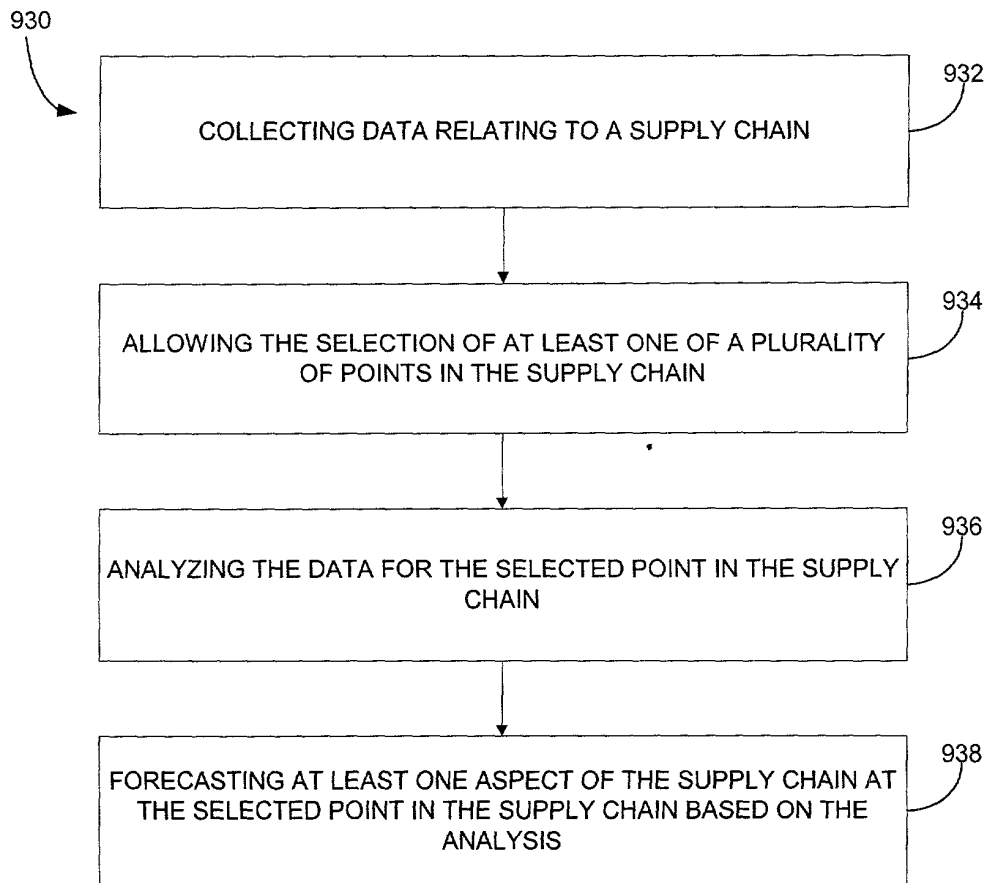 930
932
COLLECTING DATA RELATING TO A SUPPLY CHAIN
934
ALLOWING THE SELECTION OF AT LEAST ONE OF A PLURALITY
OF POINTS IN THE SUPPLY CHAIN
936
ANALYZING THE DATA FOR THE SELECTED POINT IN THE SUPPLY
CHAIN
938
FORECASTING AT LEAST ONE ASPECT OF THE SUPPLY CHAIN AT
THE SELECTED POINT IN THE SUPPLY CHAIN BASED ON THE
ANALYSIS